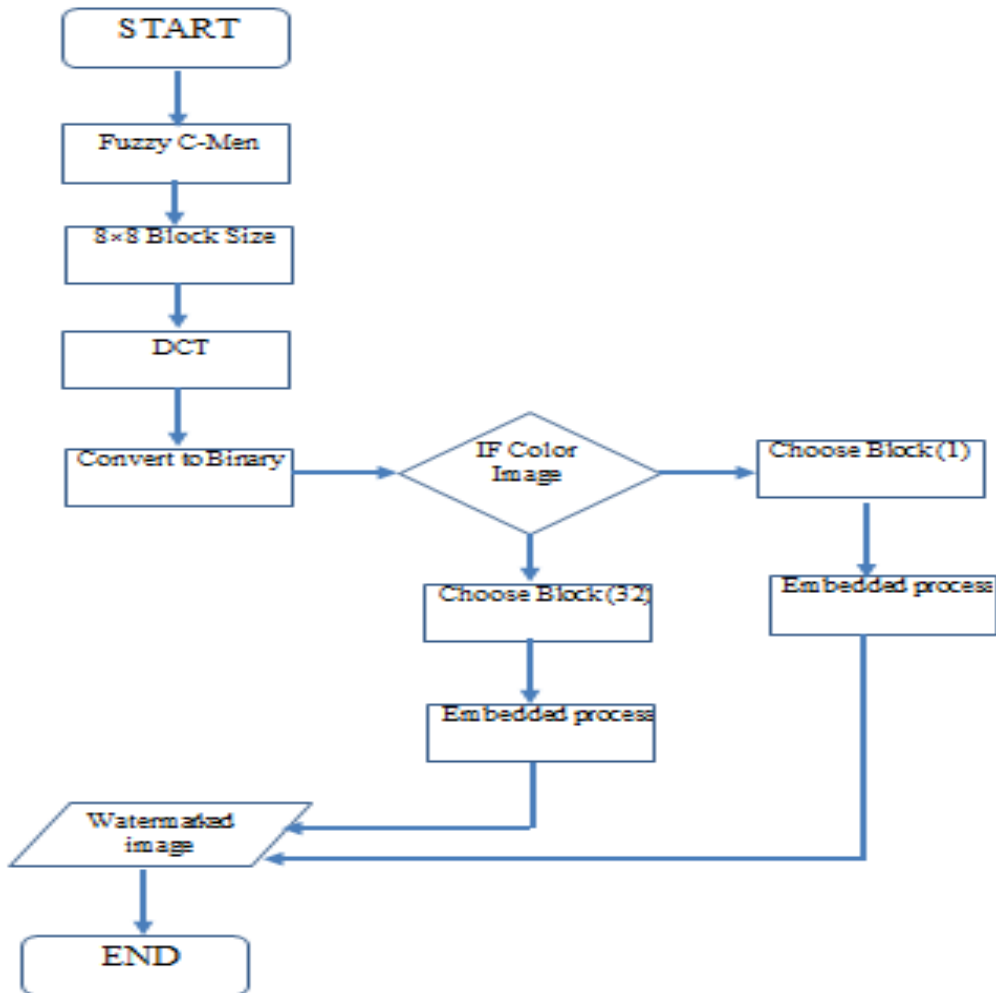 START
Fuzzy C-Men
8×8 Block Size
DCT
Convert to Binary
IF Color
Image
Choose Block (1)
Embedded process
Choose Block (32)
Embedded process
Watermarked
image
END